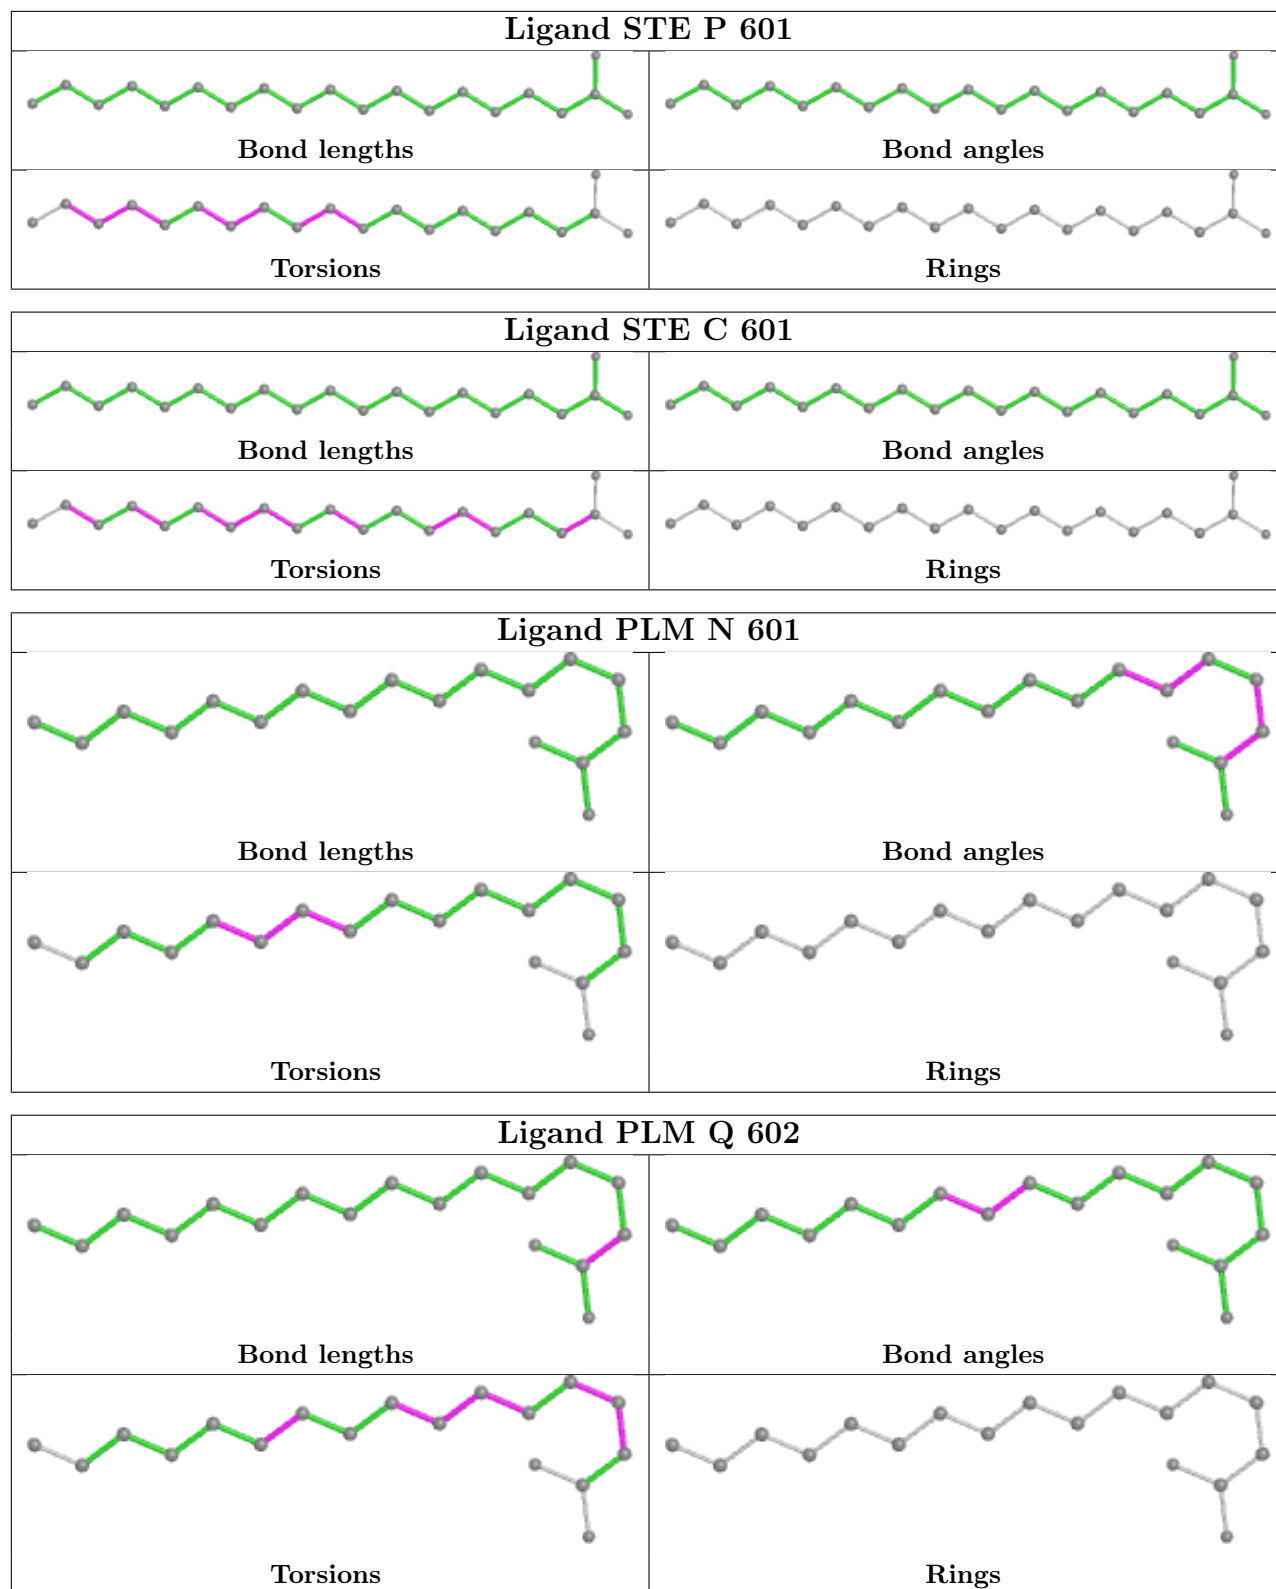 Ligand STE P 601
Bond lengths
Bond angles
Torsions
Rings
Ligand STE C 601
Bond lengths
Bond angles
Torsions
Rings
Ligand PLM N 601
Bond lengths
Bond angles
Torsions
Rings
Ligand PLM Q 602
Bond lengths
Bond angles
Torsions
Rings